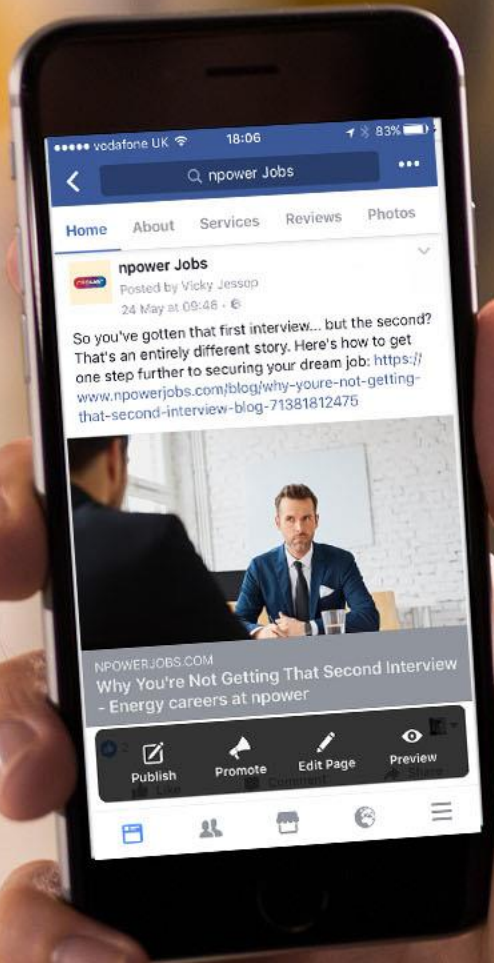 vodafone UK 18:06 83%
npower Jobs
Home About Services Reviews Photos
npower Jobs
Posted by Vicky Jessop
24 May at 09:46
So you've gotten that first interview... but the second?
That's an entirely different story. Here's how to get
one step further to securing your dream job: https://
www.npowerjobs.com/blog/why-youre-not-getting-
that-second-interview-blog-71381812475
NPOWERJOBS.COM
Why You're Not Getting That Second Interview
- Energy careers at npower
2
Publish Promote Edit Page Preview
Like Comment Share